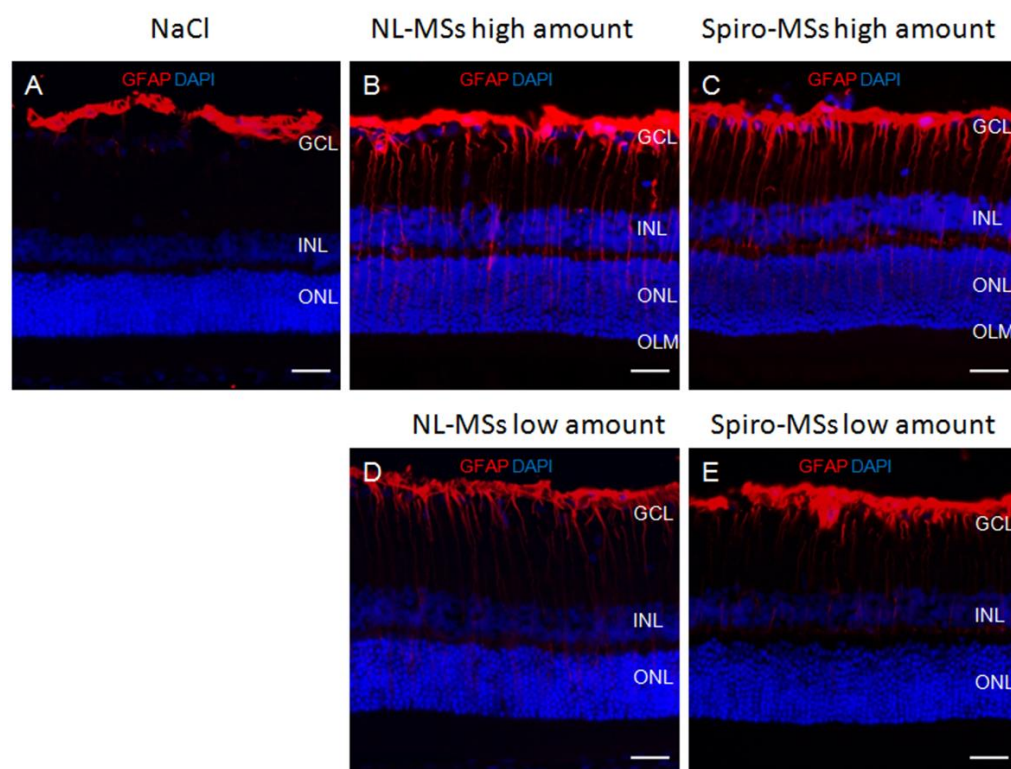 NaCl
NL-MSs high amount
Spiro-MSs high amount
A
GFAP DAPI
GCL
INL
ONL
B
GFAP DAPI
GCL
INL
ONL
OLM
C
GFAP DAPI
GCL
INL
ONL
OLM
NL-MSs low amount
Spiro-MSs low amount
D
GFAP DAPI
GCL
INL
ONL
E
GFAP DAPI
GCL
INL
ONL